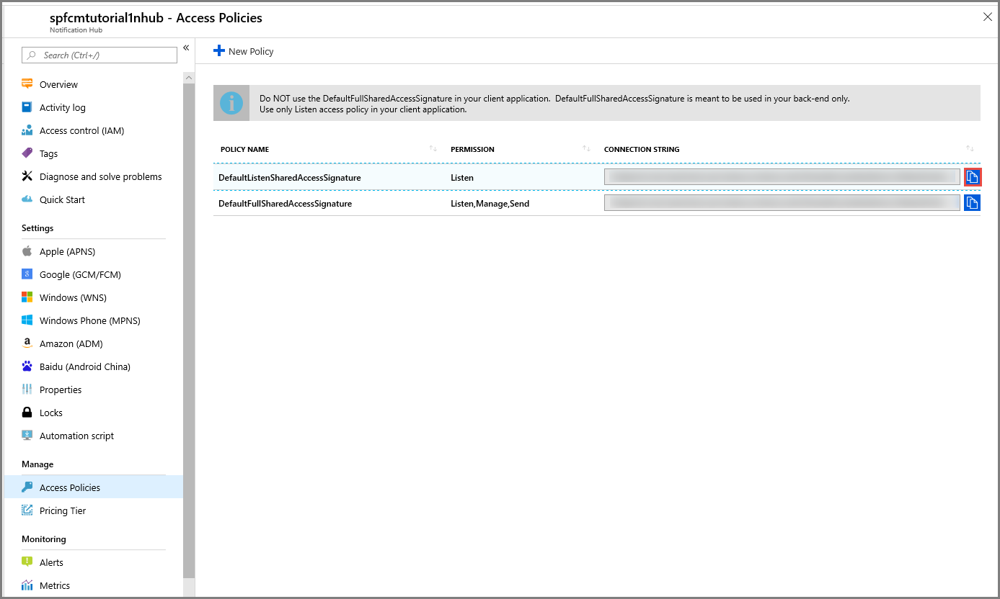 spfcmtutorial1nhub - Access Policies
Notification Hub
Search (Ctrl+/)
«
Overview
Activity log
Access control (IAM)
Tags
Diagnose and solve problems
Quick Start
Settings
Apple (APNS)
Google (GCM/FCM)
Windows (WNS)
Windows Phone (MPNS)
Amazon (ADM)
Baidu (Android China)
Properties
Locks
Automation script
Manage
Access Policies
Pricing Tier
Monitoring
Alerts
Metrics
New Policy
Do NOT use the DefaultFullSharedAccessSignature in your client application.  DefaultFullSharedAccessSignature is meant to be used in your back-end only.
Use only Listen access policy in your client application.
POLICY NAME PERMISSION CONNECTION STRING
DefaultListenSharedAccessSignature Listen
DefaultFullSharedAccessSignature Listen,Manage,Send